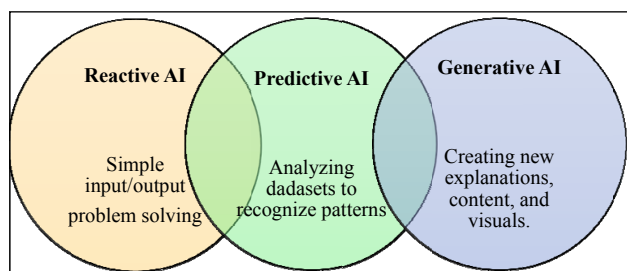 Reactive AI
Simple
input/output
problem solving
Predictive AI
Analyzing
dadasets to
recognize patterns
Generative AI
Creating new
explanations,
content, and
visuals.